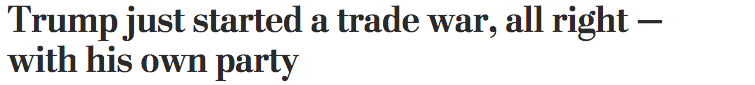 Trump just started a trade war, all right —
with his own party